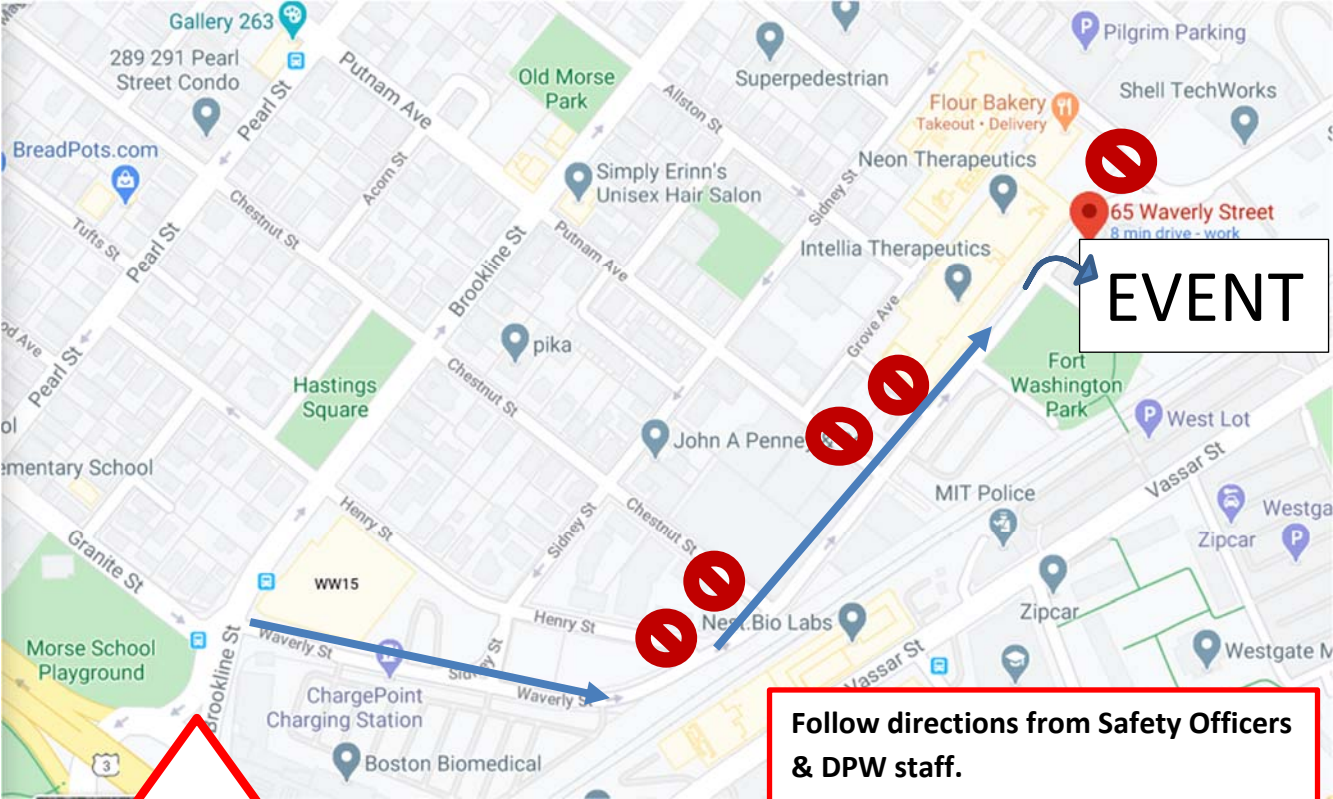 Gallery 263
289 291 Pearl
Street Condo
Pearl St
Putnam Ave
Old Morse
Park
Superpedestrian
Pilgrim Parking
Shell TechWorks
Allston St
Flour Bakery
Takeout • Delivery
BreadPots.com
Acorn St
Simply Erinn's
Unisex Hair Salon
Neon Therapeutics
Sidney St
65 Waverly Street
8 min drive - work
Chestnut St
Tufts St
Pearl St
Brookline St
Putnam Ave
Intellia Therapeutics
EVENT
pika
Grove Ave
Fort
Washington
Park
Pearl St
Hastings
Square
Chestnut St
West Lot
John A Penney
Vassar St
ementary School
MIT Police
Westga
Zipcar
Henry St
Sidney St
Chestnut St
Granite St
WW15
Zipcar
Henry St
Nest.Bio Labs
Morse School
Playground
Brookline St
Waverly St
Sidney St
Waverly St
Vassar St
Westgate M
ChargePoint
Charging Station
3
Boston Biomedical
Follow directions from Safety Officers
& DPW staff.